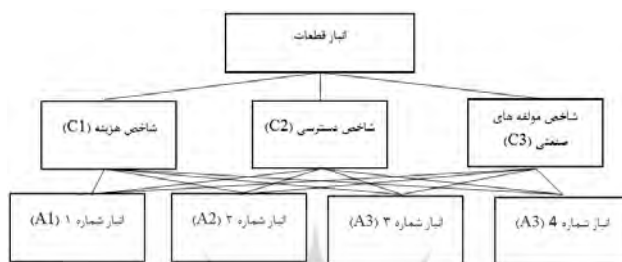 انبار قطعات
شاخص هزینه (C1)
شاخص دسترسی (C2)
شاخص مولفه های
صنعتی (C3)
انبار شماره ۱ (A1)
انبار شماره ۲ (A2)
انبار شماره ۳ (A3)
انبار شماره 4 (A3)